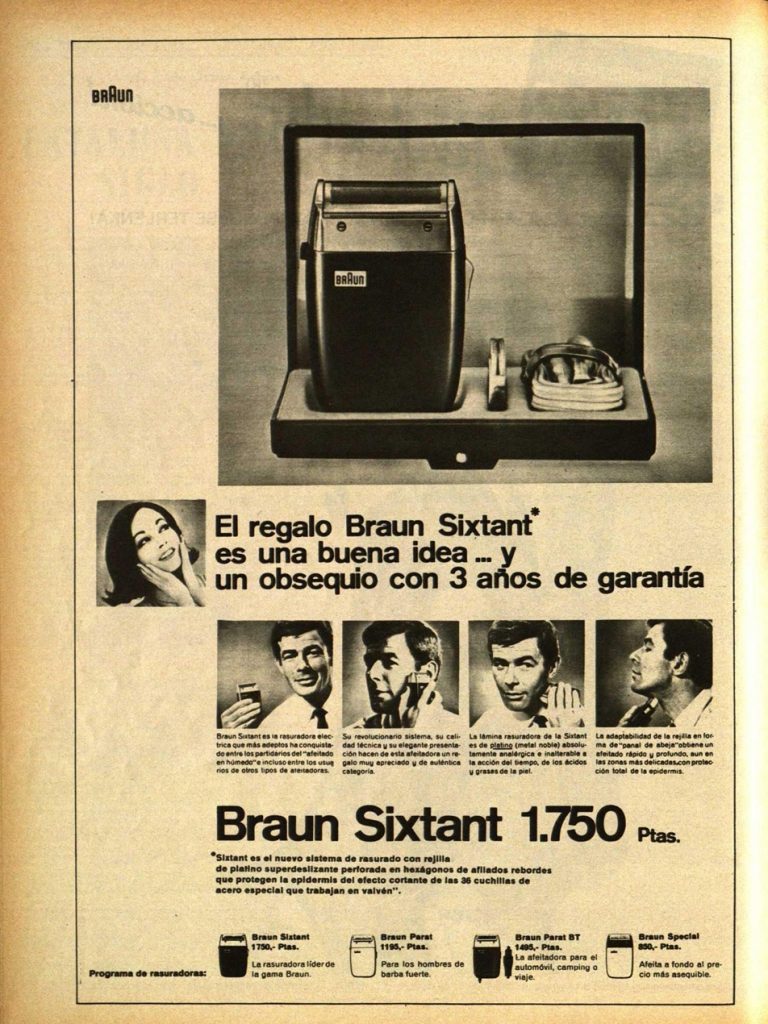 BRAUN
BRAUN
El regalo Braun Sixtant*
es una buena idea ... y
un obsequio con 3 años de garantía
Braun Sixtant es la rasuradora elec-
trica que más adeptos ha conquista-
do entre los partidarios del "afeitado
en húmedo" e incluso entre los usua
rios de otros tipos de afeitadoras.
Su revolucionario sistema, su cali-
dad técnica y su elegante presenta-
ción hacen de esta afeitadora un re-
galo muy apreciado y de auténtica
categoría.
La lámina rasuradora de la Sixtant
es de platino (metal noble) absolu-
tamente analérgica e inalterable a
la acción del tiempo, de los ácidos
y grasas de la piel.
La adaptabilidad de la rejilla en for-
ma de "panal de abeja" obtiene un
afeitado rápido y profundo, aun en
las zonas más delicadas,con protec-
ción total de la epidermis.
Braun Sixtant 1.750 Ptas.
*Sixtant es el nuevo sistema de rasurado con rejilla
de platino superdeslizante perforada en hexágonos de afilados rebordes
que protegen la epidermis del efecto cortante de las 36 cuchillas de
acero especial que trabajan en vaivén".
Programa de rasuradoras:
Braun Sixtant
1750,- Ptas.
La rasuradora líder de
la gama Braun.
Braun Parat
1195,- Ptas.
Para los hombres de
barba fuerte.
Braun Parat BT
1495,- Ptas.
La afeitadora para el
automóvil, camping o
viaje.
Braun Special
850,- Ptas.
Afeita a fondo al pre-
cio más asequible.